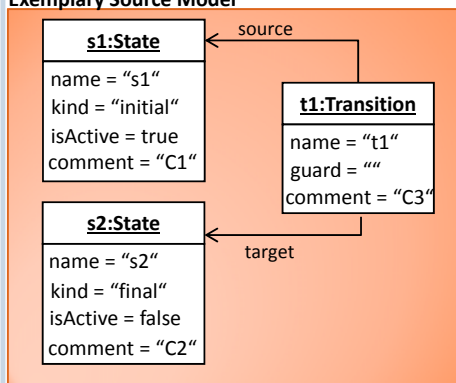 Exemplary Source Model
s1:State
name = “s1“
kind = “initial“
isActive = true
comment = “C1“
source
t1:Transition
name = “t1“
guard = ““
comment = “C3“
s2:State
name = “s2“
kind = “final“
isActive = false
comment = “C2“
target